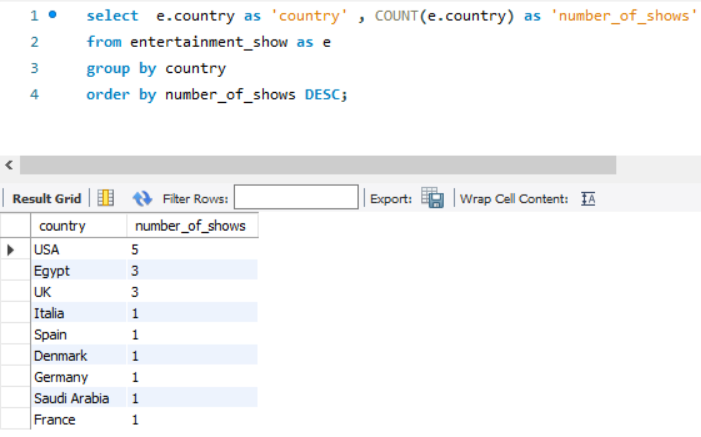 1 select e.country as 'country' , COUNT(e.country) as 'number_of_shows'
2 from entertainment_show as e
3 group by country
4 order by number_of_shows DESC;
Result Grid Filter Rows: Export: Wrap Cell Content: IA
country number_of_shows
USA 5
Egypt 3
UK 3
Italia 1
Spain 1
Denmark 1
Germany 1
Saudi Arabia 1
France 1